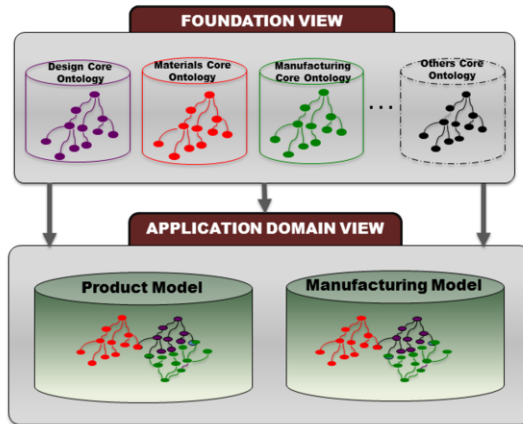 FOUNDATION VIEW
Design Core
Ontology
Materials Core
Ontology
Manufacturing
Core Ontology
...
Others Core
Ontology
APPLICATION DOMAIN VIEW
Product Model
Manufacturing Model